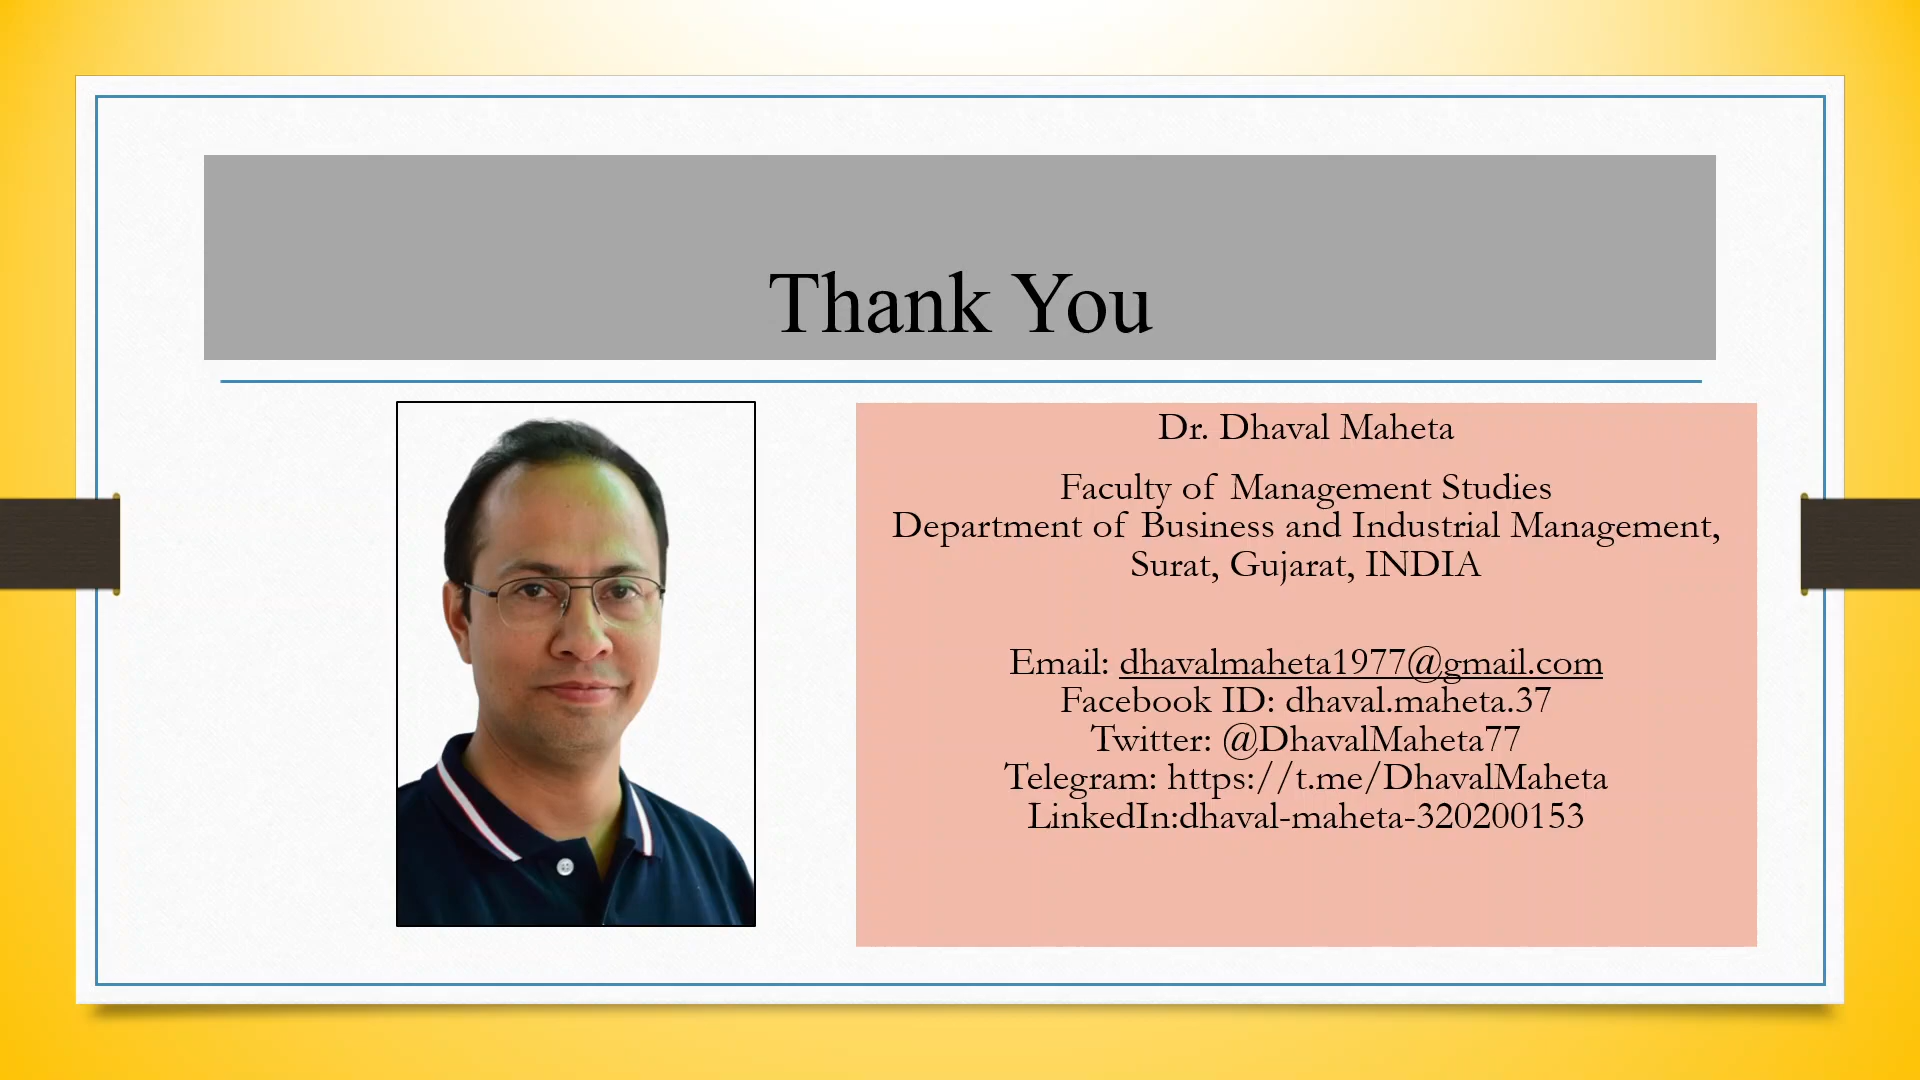 Thank You
Dr. Dhaval Maheta
Faculty of Management Studies
Department of Business and Industrial Management,
Surat, Gujarat, INDIA
Email: dhavalmaheta1977@gmail.com
Facebook ID: dhaval.maheta.37
Twitter: @DhavalMaheta77
Telegram: https://t.me/DhavalMaheta
LinkedIn:dhaval-maheta-320200153